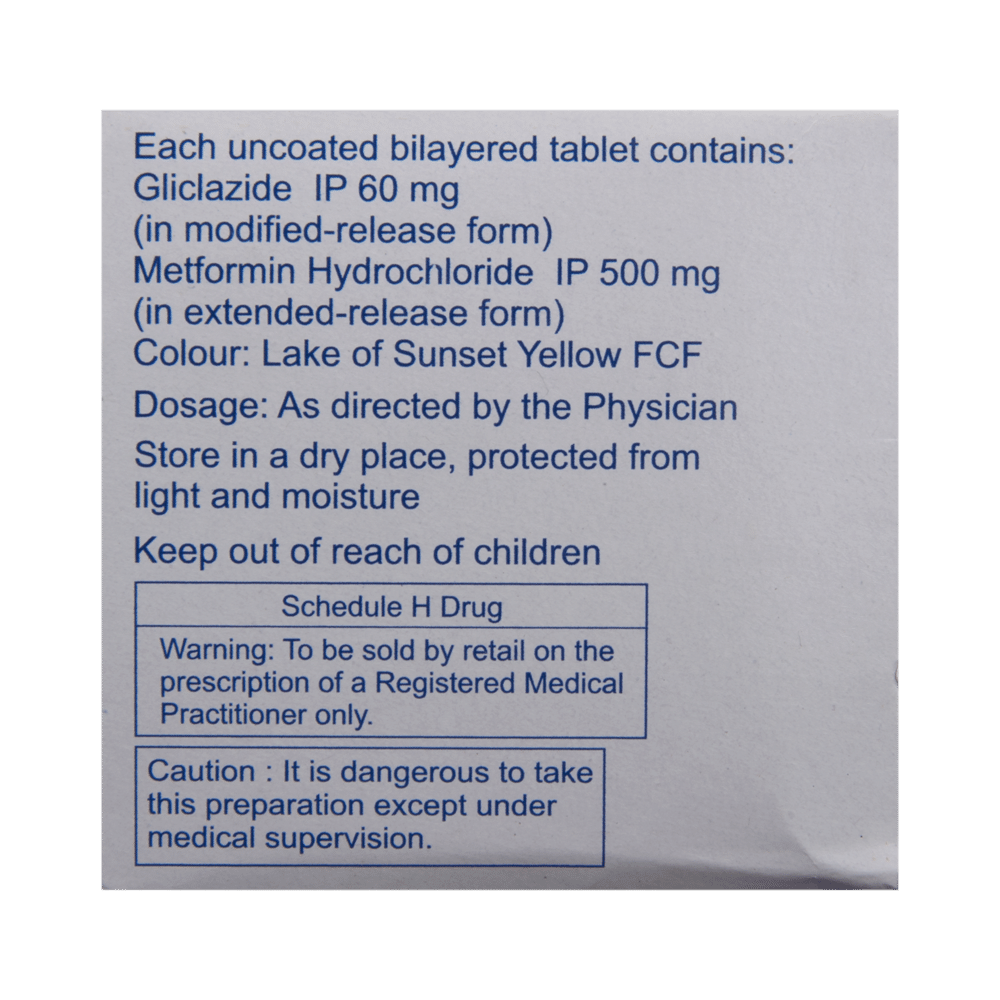 Each uncoated bilayered tablet contains:
Gliclazide IP 60 mg
(in modified-release form)
Metformin Hydrochloride IP 500 mg
(in extended-release form)
Colour: Lake of Sunset Yellow FCF
Dosage: As directed by the Physician
Store in a dry place, protected from
light and moisture
Keep out of reach of children
Schedule H Drug
Warning: To be sold by retail on the
prescription of a Registered Medical
Practitioner only.
Caution : It is dangerous to take
this preparation except under
medical supervision.